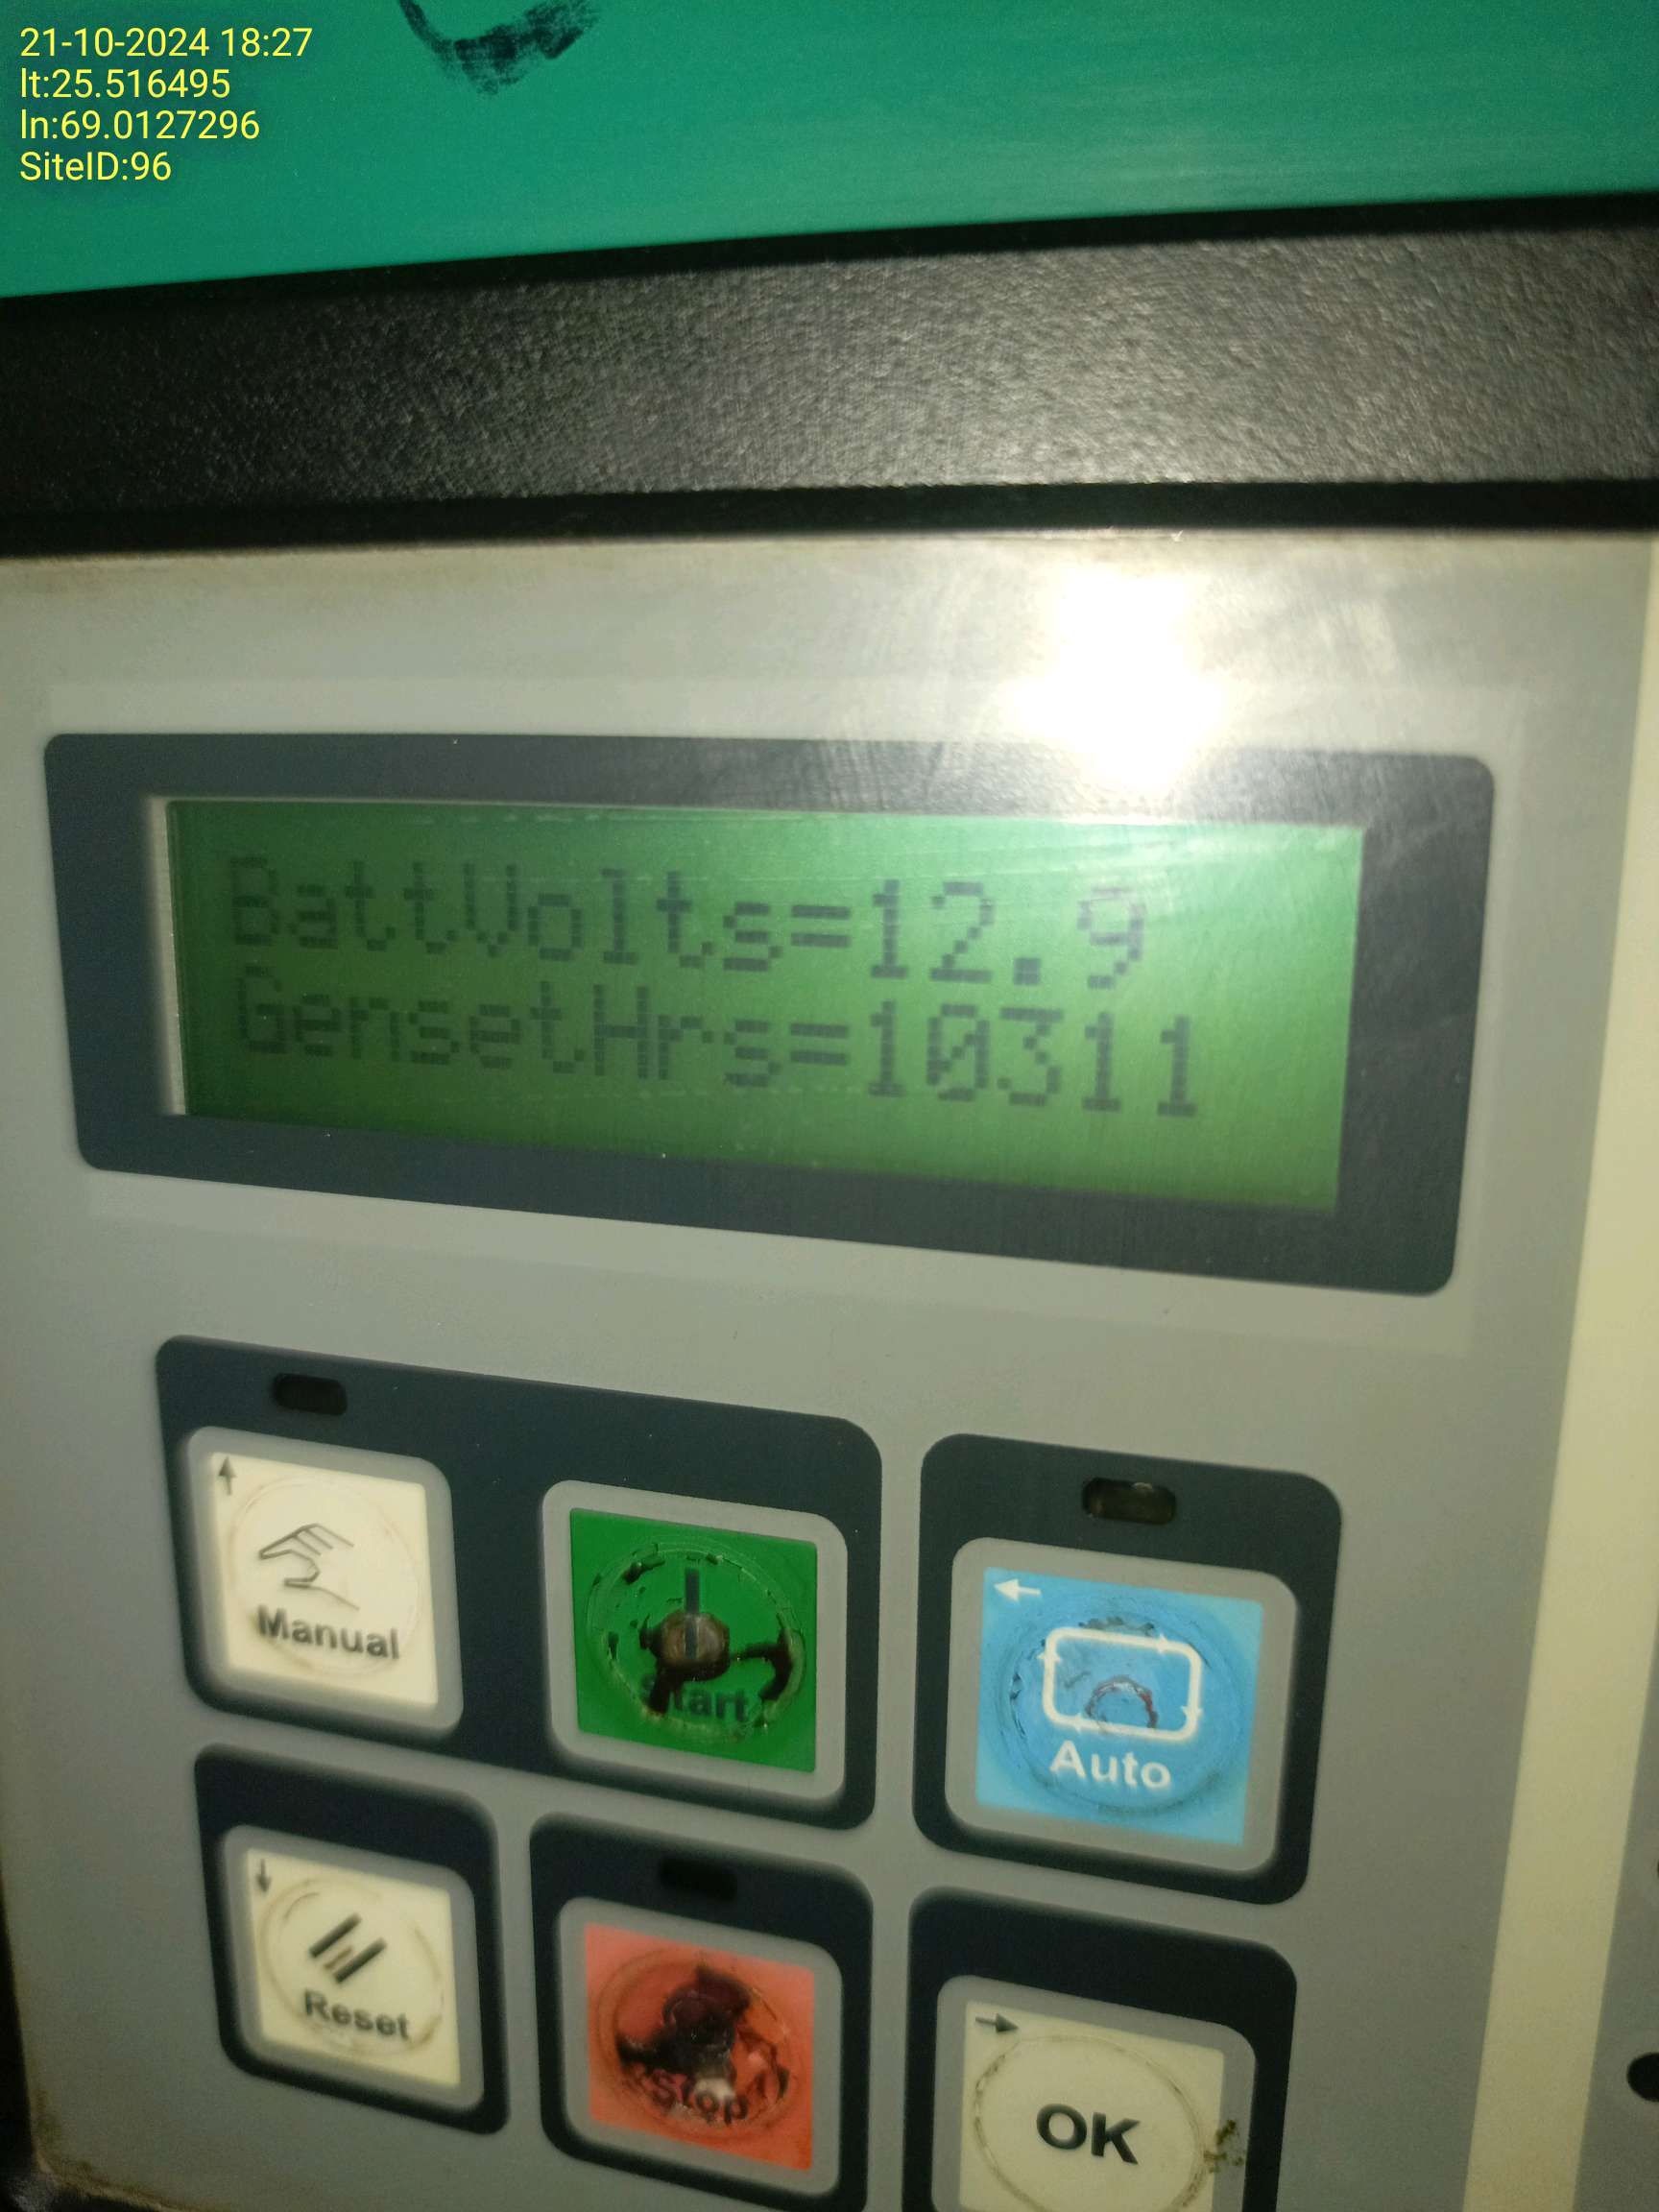 21-10-2024 18:27
lt:25.516495
ln:69.0127296
SiteID:96
BattVolts=12.9
GensetHrs=10311
Manual
Start
Auto
Reset
Stop
OK